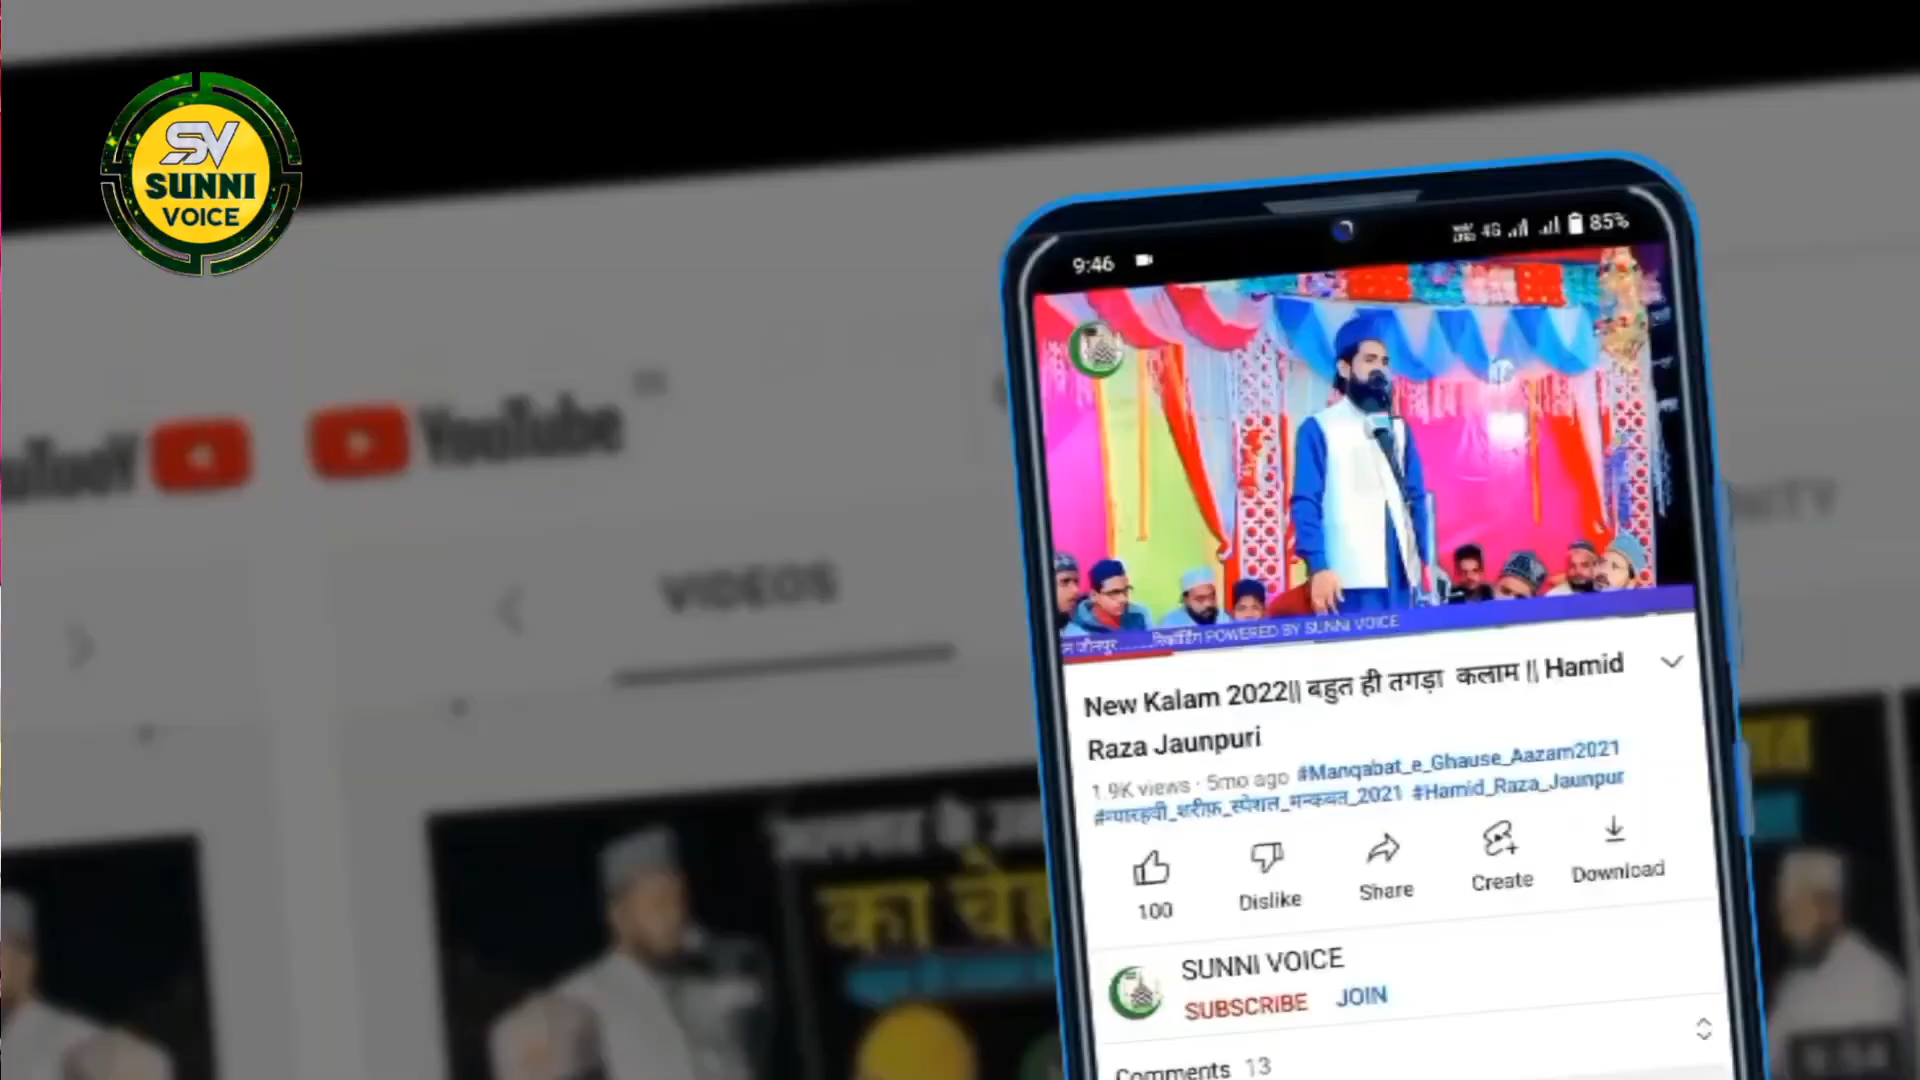 SV
SUNNI
VOICE
YouTube
VIDEOS
9:46
4G
85%
रिकॉर्डिंग POWERED BY SUNNI VOICE
New Kalam 2022|| बहुत ही तगड़ा कलाम || Hamid
Raza Jaunpuri
1.9K views · 5mo ago #Manqabat_e_Ghause_Aazam2021
#ग्यारहवी_शरीफ़_स्पेशल_मन्कबत_2021 #Hamid_Raza_Jaunpur
100
Dislike
Share
Create
Download
SUNNI VOICE
SUBSCRIBE JOIN
Comments 13